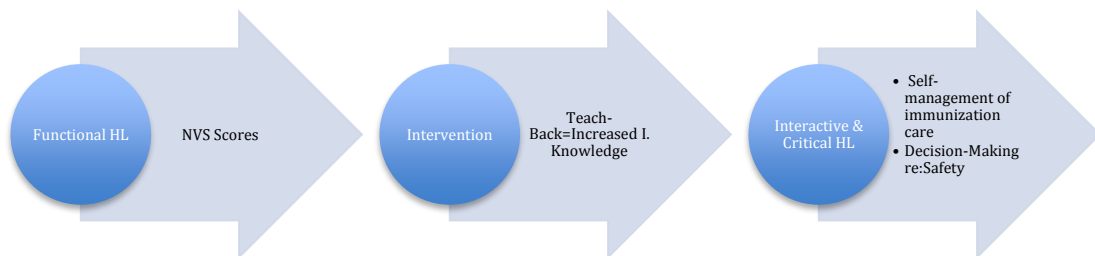 Functional HL
NVS Scores
Intervention
Teach-
Back=Increased I.
Knowledge
Interactive &
Critical HL
• Self-
management of
immunization
care
• Decision-Making
re:Safety